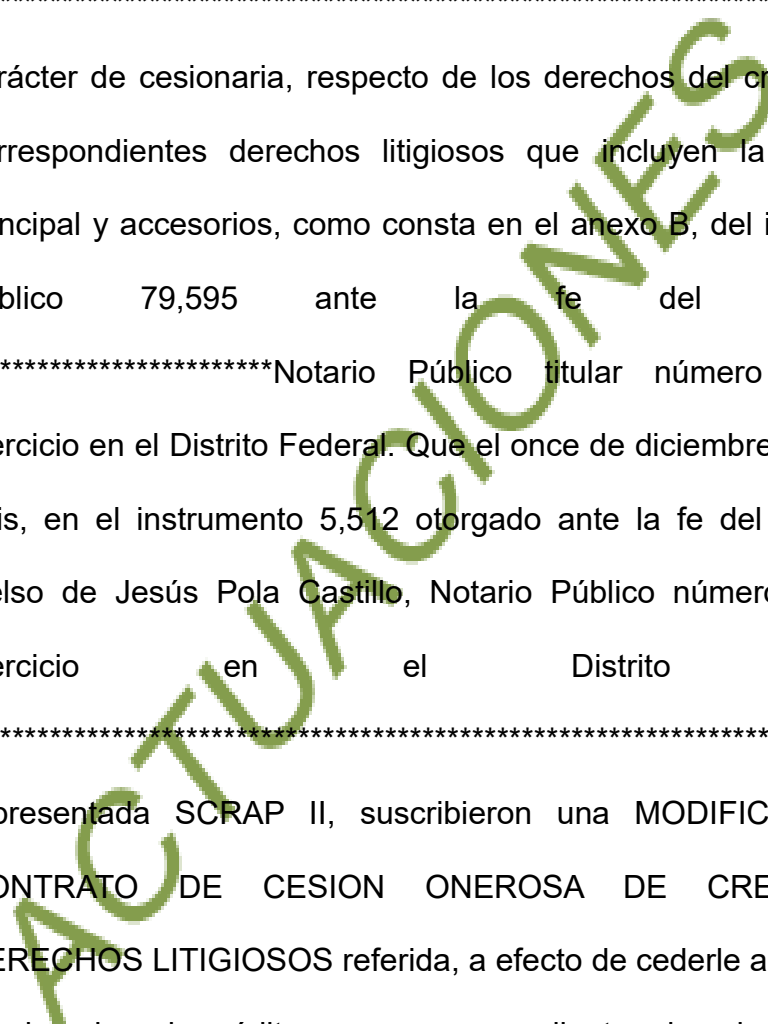 rácter de cesionaria, respecto de los derechos del cr
rrespondientes derechos litigiosos que incluyen la
ncipal y accesorios, como consta en el anexo B, del i
blico 79,595 ante la fe del
**********************Notario Público titular número
ercicio en el Distrito Federal. Que el once de diciembre
is, en el instrumento 5,512 otorgado ante la fe del
elso de Jesús Pola Castillo, Notario Público número
ercicio en el Distrito
**************************************************************
presentada SCRAP II, suscribieron una MODIFIC
ONTRATO DE CESION ONEROSA DE CRE
ERECHOS LITIGIOSOS referida, a efecto de cederle a
ACTUACIONES